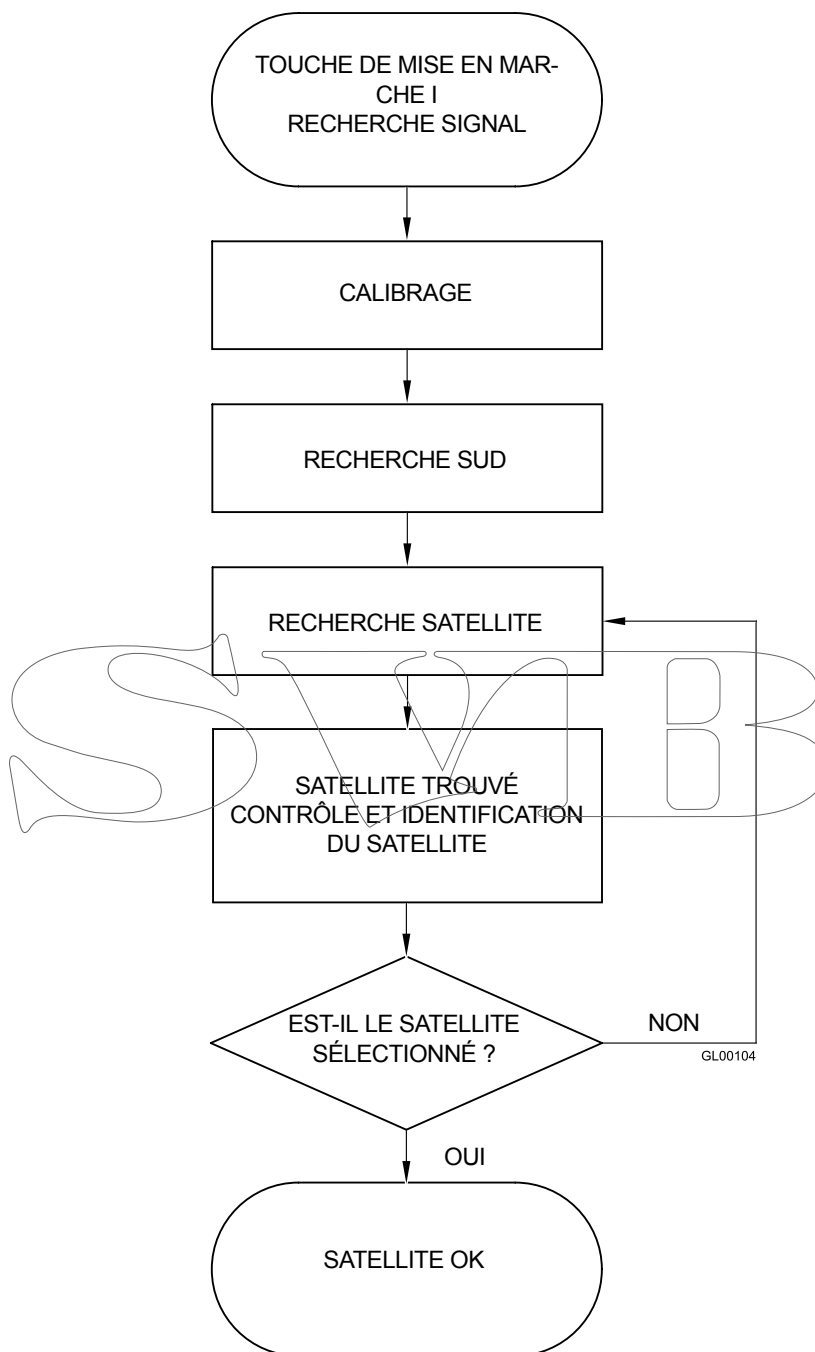 TOUCHE DE MISE EN MAR-
CHE I
RECHERCHE SIGNAL
CALIBRAGE
RECHERCHE SUD
RECHERCHE SATELLITE
SVB
SATELLITE TROUVÉ
CONTRÔLE ET IDENTIFICATION
DU SATELLITE
EST-IL LE SATELLITE
SÉLECTIONNÉ ?
NON
GL00104
OUI
SATELLITE OK